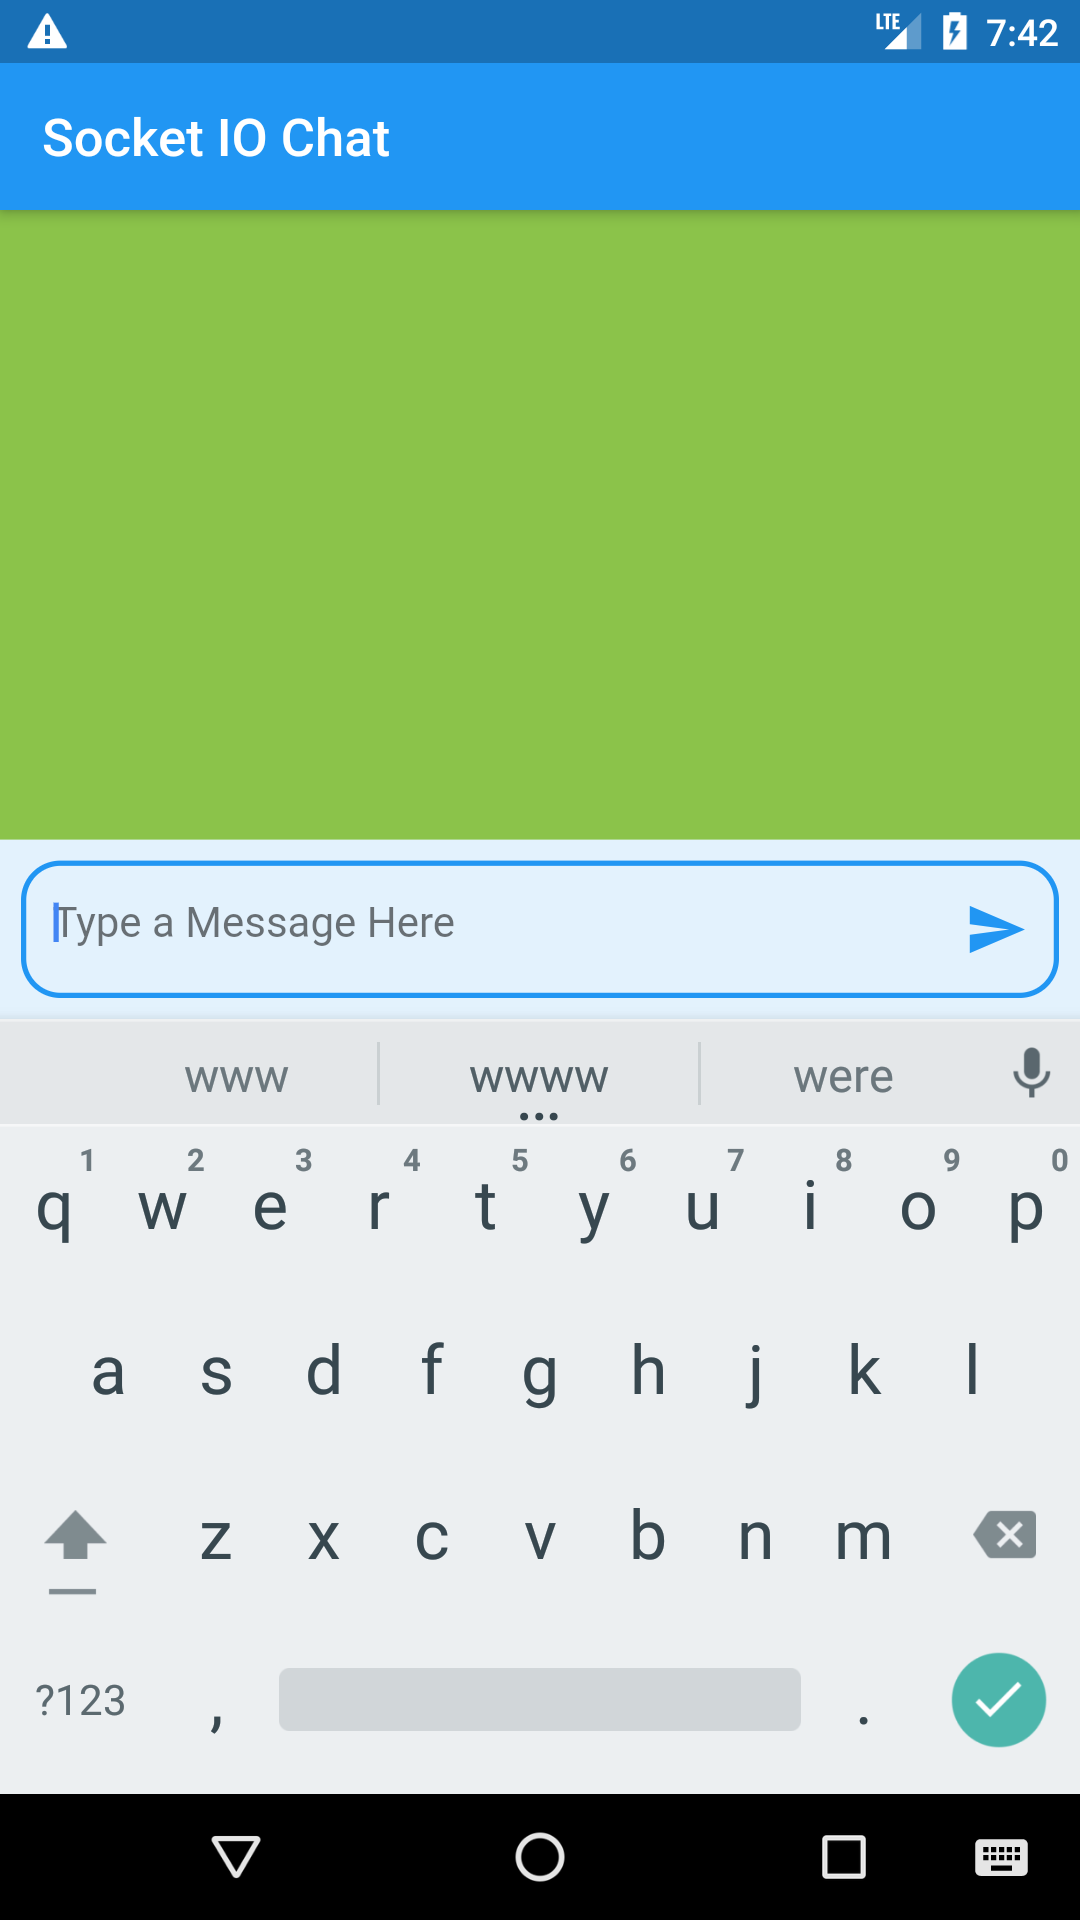 LTE 7:42
Socket IO Chat
Type a Message Here
www wwww were
1 2 3 4 5 6 7 8 9 0
q w e r t y u i o p
a s d f g h j k l
z x c v b n m
?123 , .